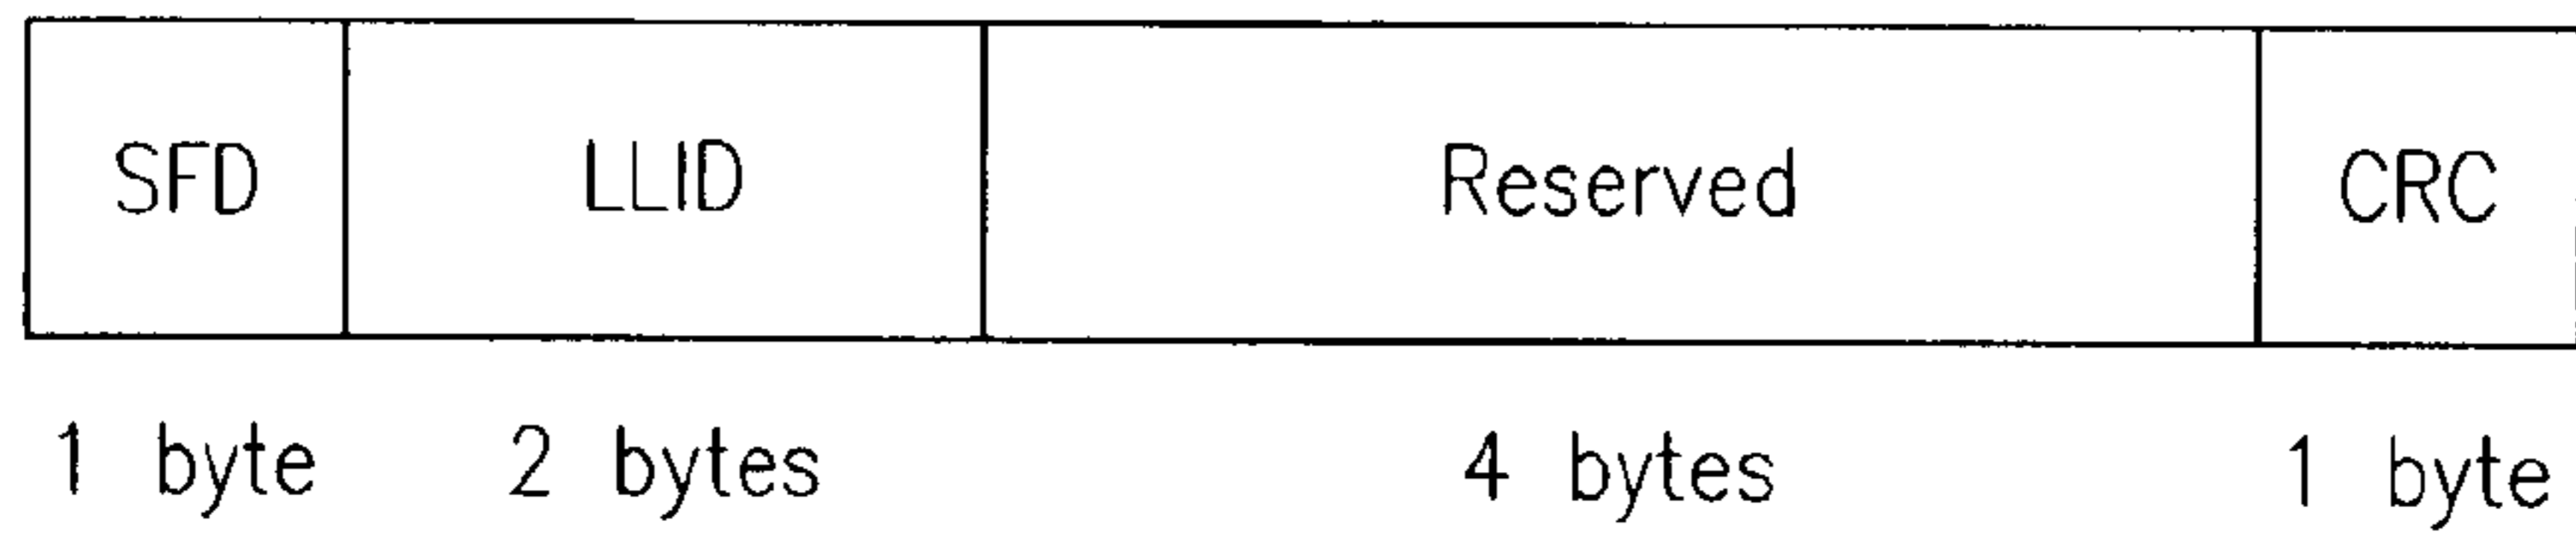 SFD LLID Reserved CRC
1 byte 2 bytes 4 bytes 1 byte